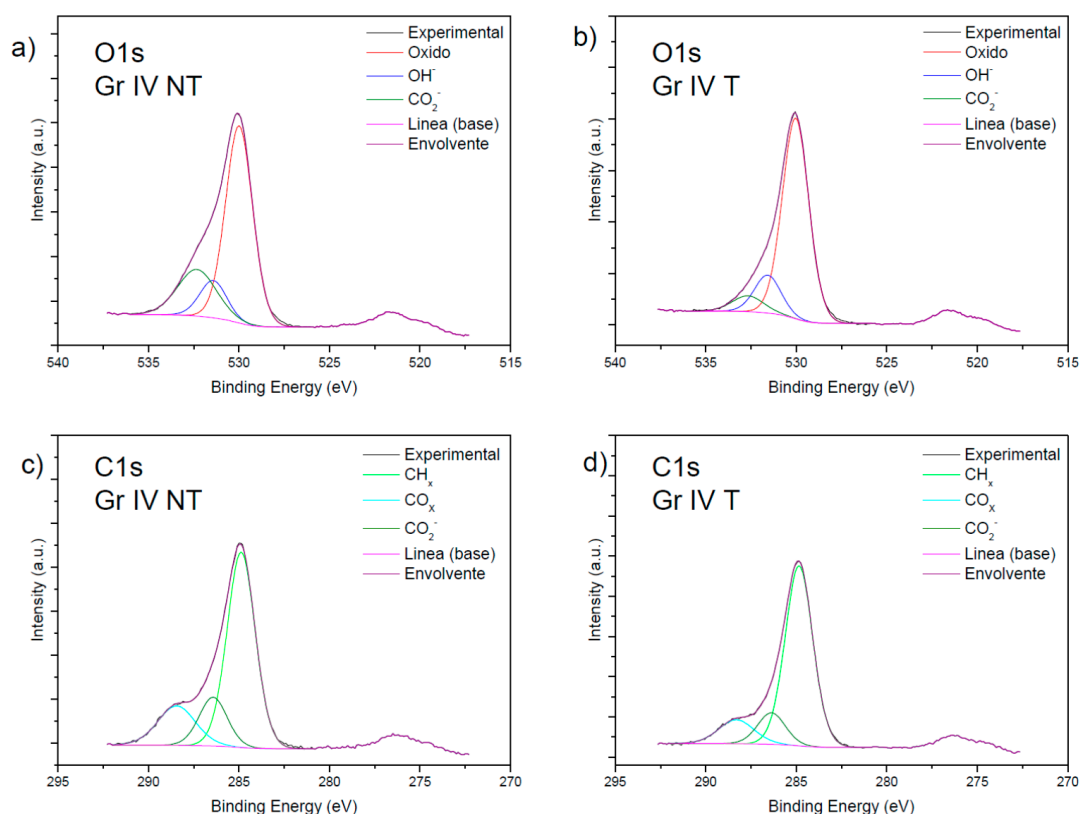 a)
O1s
Gr IV NT
Experimental
Oxido
OH⁻
CO₂⁻
Linea (base)
Envolvente
Intensity (a.u.)
540 535 530 525 520 515
Binding Energy (eV)
b)
O1s
Gr IV T
Experimental
Oxido
OH⁻
CO₂⁻
Linea (base)
Envolvente
Intensity (a.u.)
540 535 530 525 520 515
Binding Energy (eV)
c)
C1s
Gr IV NT
Experimental
CHₓ
COₓ
CO₂⁻
Linea (base)
Envolvente
Intensity (a.u.)
295 290 285 280 275 270
Binding Energy (eV)
d)
C1s
Gr IV T
Experimental
CHₓ
COₓ
CO₂⁻
Linea (base)
Envolvente
Intensity (a.u.)
295 290 285 280 275 270
Binding Energy (eV)